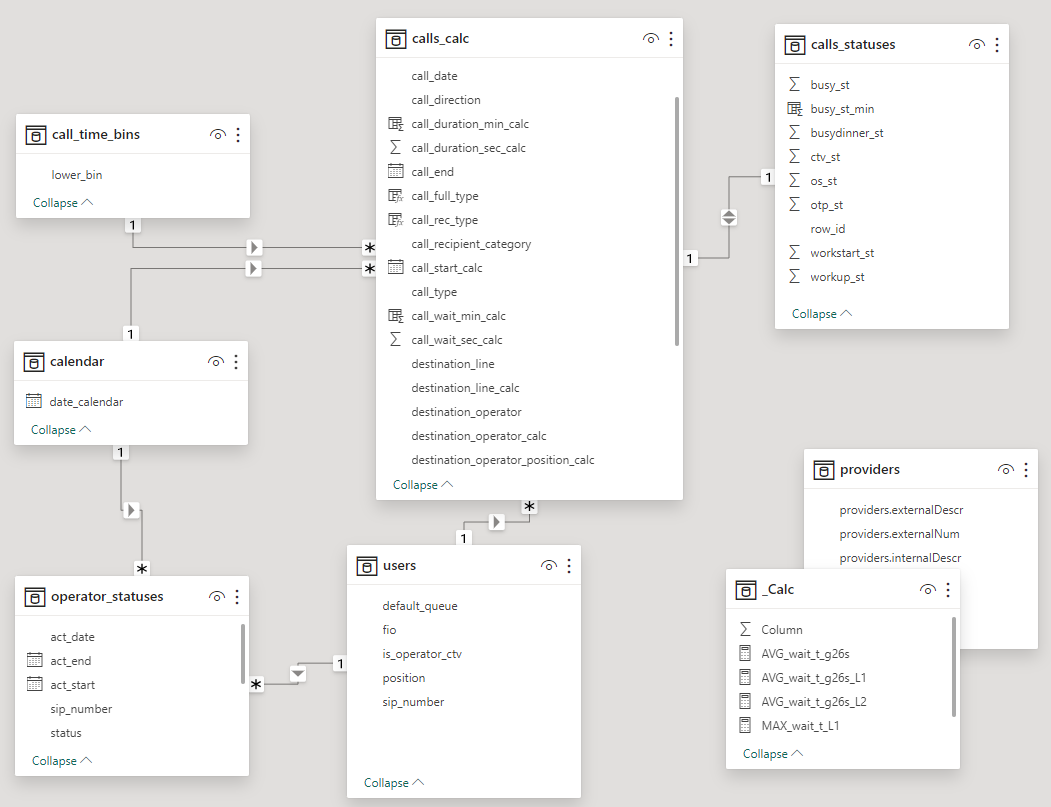 calls_calc
call_date
call_direction
call_duration_min_calc
call_duration_sec_calc
call_end
call_full_type
call_rec_type
call_recipient_category
call_start_calc
call_type
call_wait_min_calc
call_wait_sec_calc
destination_line
destination_line_calc
destination_operator
destination_operator_calc
destination_operator_position_calc
Collapse
calls_statuses
busy_st
busy_st_min
busydinner_st
ctv_st
os_st
otp_st
row_id
workstart_st
workup_st
Collapse
call_time_bins
lower_bin
Collapse
1
*
*
1
1
1
calendar
date_calendar
Collapse
1
*
operator_statuses
act_date
act_end
act_start
sip_number
status
Collapse
*
1
*
1
users
default_queue
fio
is_operator_ctv
position
sip_number
Collapse
providers
providers.externalDescr
providers.externalNum
providers.internalDescr
_Calc
Column
AVG_wait_t_g26s
AVG_wait_t_g26s_L1
AVG_wait_t_g26s_L2
MAX_wait_t_L1
Collapse